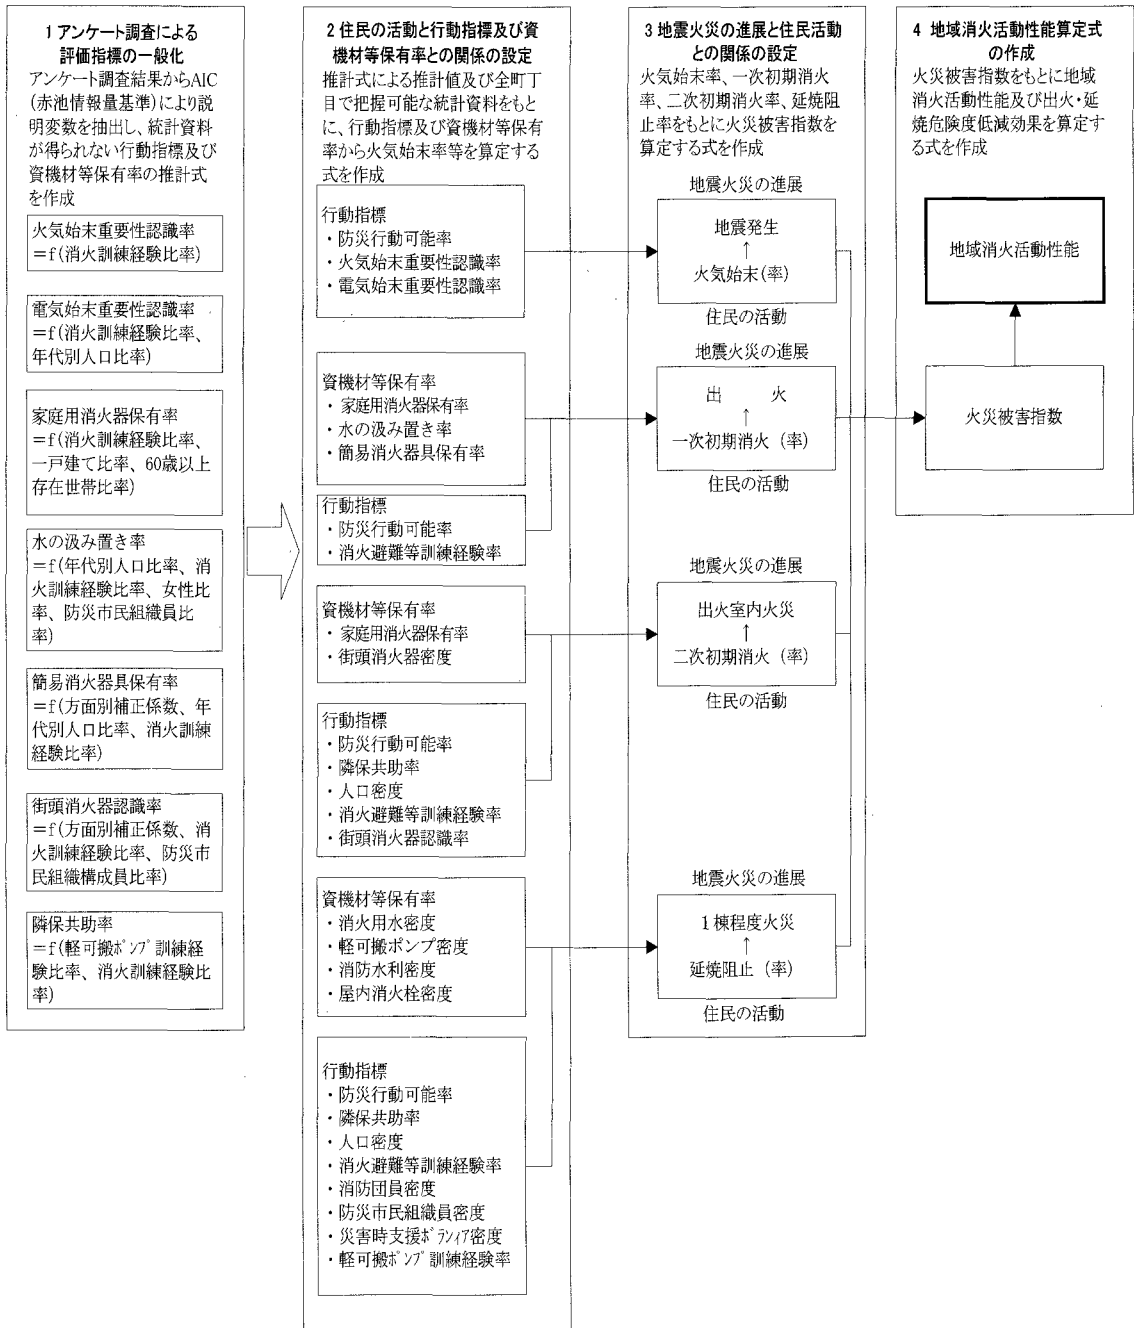 1 アンケート調査による
評価指標の一般化
アンケート調査結果からAIC
(赤池情報量基準)により説
明変数を抽出し、統計資料
が得られない行動指標及び
資機材等保有率の推計式
を作成
火気始末重要性認識率
=f(消火訓練経験比率)
電気始末重要性認識率
=f(消火訓練経験比率、
年代別人口比率)
家庭用消火器保有率
=f(消火訓練経験比率、
一戸建て比率、60歳以上
存在世帯比率)
水の汲み置き率
=f(年代別人口比率、消
火訓練経験比率、女性比
率、防災市民組織員比
率)
簡易消火器具保有率
=f(方面別補正係数、年
代別人口比率、消火訓練
経験比率)
街頭消火器認識率
=f(方面別補正係数、消
火訓練経験比率、防災市
民組織構成員比率)
隣保共助率
=f(軽可搬ポンプ訓練経
験比率、消火訓練経験比
率)
2 住民の活動と行動指標及び資
機材等保有率との関係の設定
推計式による推計値及び全町丁
目で把握可能な統計資料をもと
に、行動指標及び資機材等保有
率から火気始末率等を算定する
式を作成
行動指標
・防災行動可能率
・火気始末重要性認識率
・電気始末重要性認識率
資機材等保有率
・家庭用消火器保有率
・水の汲み置き率
・簡易消火器具保有率
行動指標
・防災行動可能率
・消火避難等訓練経験率
資機材等保有率
・家庭用消火器保有率
・街頭消火器密度
行動指標
・防災行動可能率
・隣保共助率
・人口密度
・消火避難等訓練経験率
・街頭消火器認識率
資機材等保有率
・消火用水密度
・軽可搬ポンプ密度
・消防水利密度
・屋内消火栓密度
行動指標
・防災行動可能率
・隣保共助率
・人口密度
・消火避難等訓練経験率
・消防団員密度
・防災市民組織員密度
・災害時支援ボランィア密度
・軽可搬ポンプ訓練経験率
3 地震火災の進展と住民活動
との関係の設定
火気始末率、一次初期消火
率、二次初期消火率、延焼阻
止率をもとに火災被害指数を
算定する式を作成
地震火災の進展
地震発生
↑
火気始末(率)
住民の活動
地震火災の進展
出 火
↑
一次初期消火(率)
住民の活動
地震火災の進展
出火室内火災
↑
二次初期消火(率)
住民の活動
地震火災の進展
1棟程度火災
↑
延焼阻止(率)
住民の活動
4 地域消火活動性能算定式
の作成
火災被害指数をもとに地域
消火活動性能及び出火・延
焼危険度低減効果を算定す
る式を作成
地域消火活動性能
火災被害指数